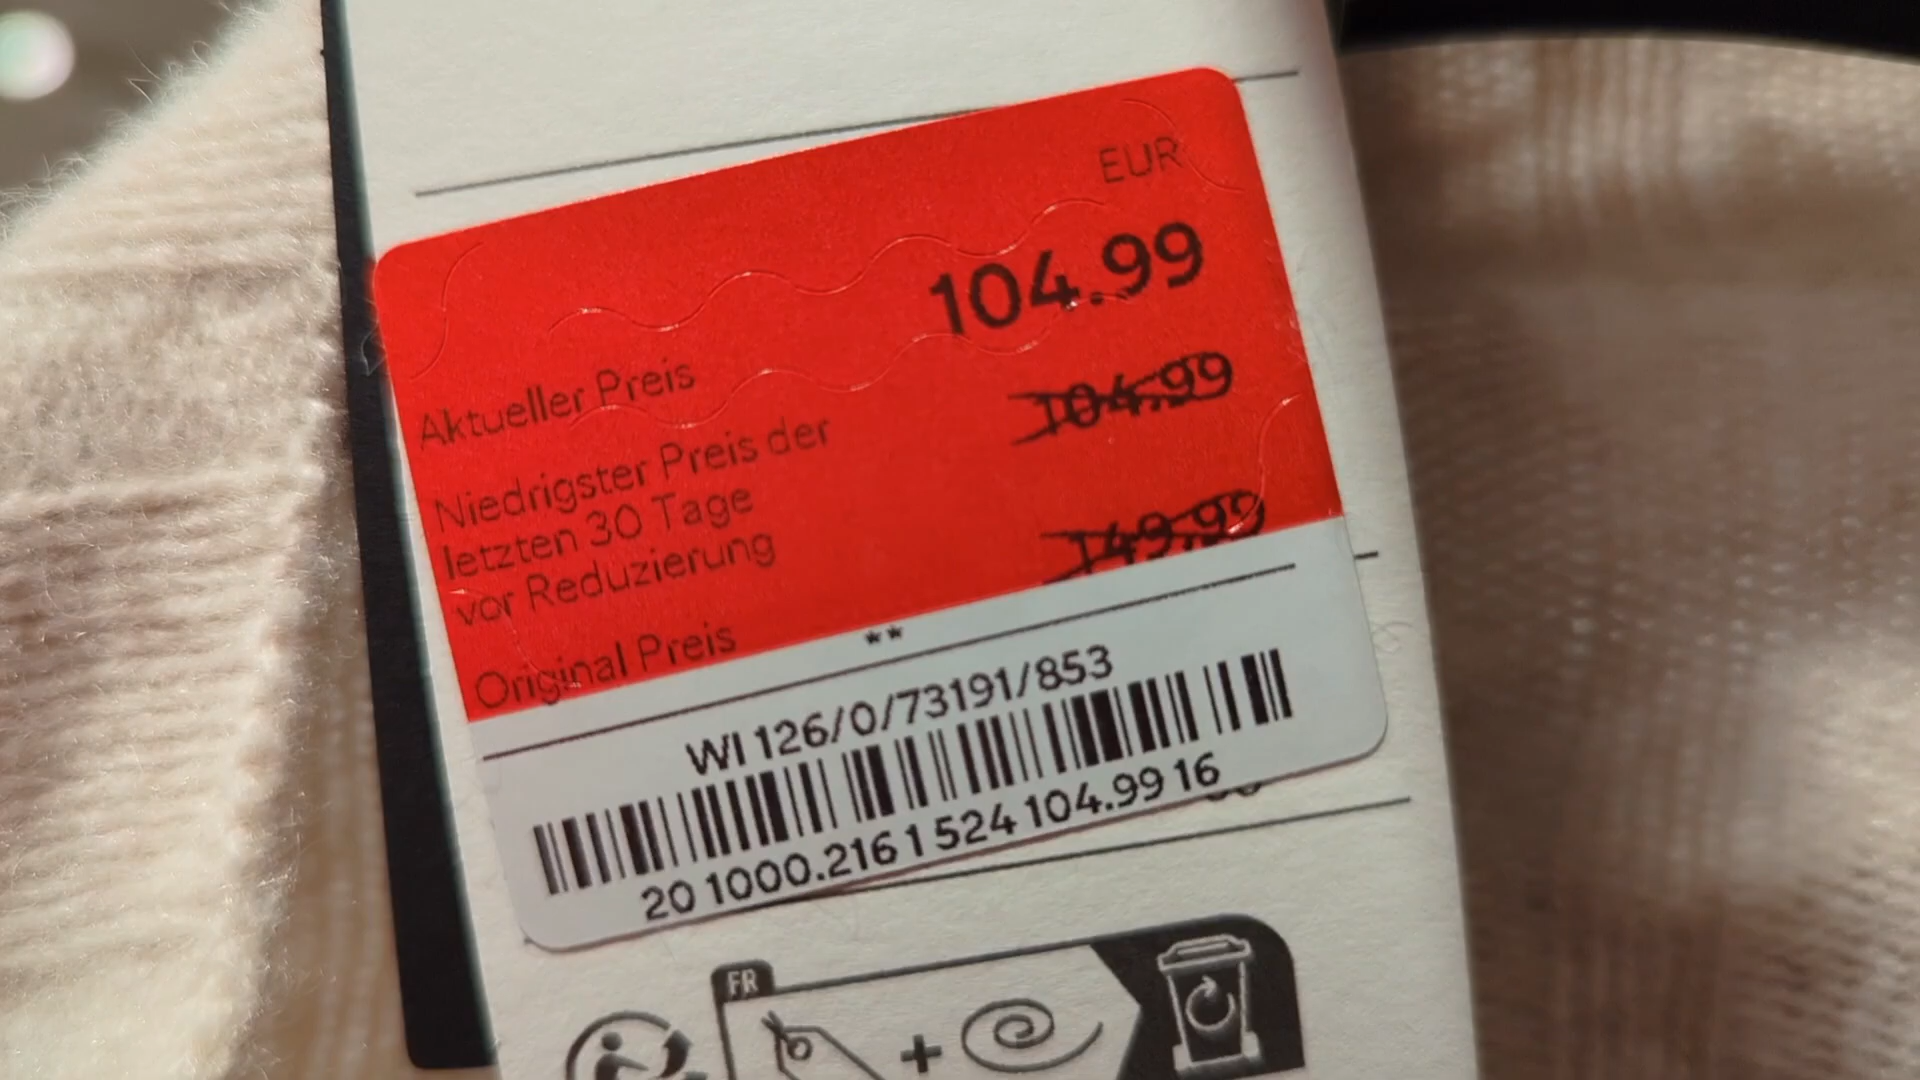 EUR
Aktueller Preis 104.99
Niedrigster Preis der 104.99
letzten 30 Tage
vor Reduzierung
Original Preis 149.99
**
WI 126/0/73191/853
20 1000.216 1 524 104.99 16
FR
+